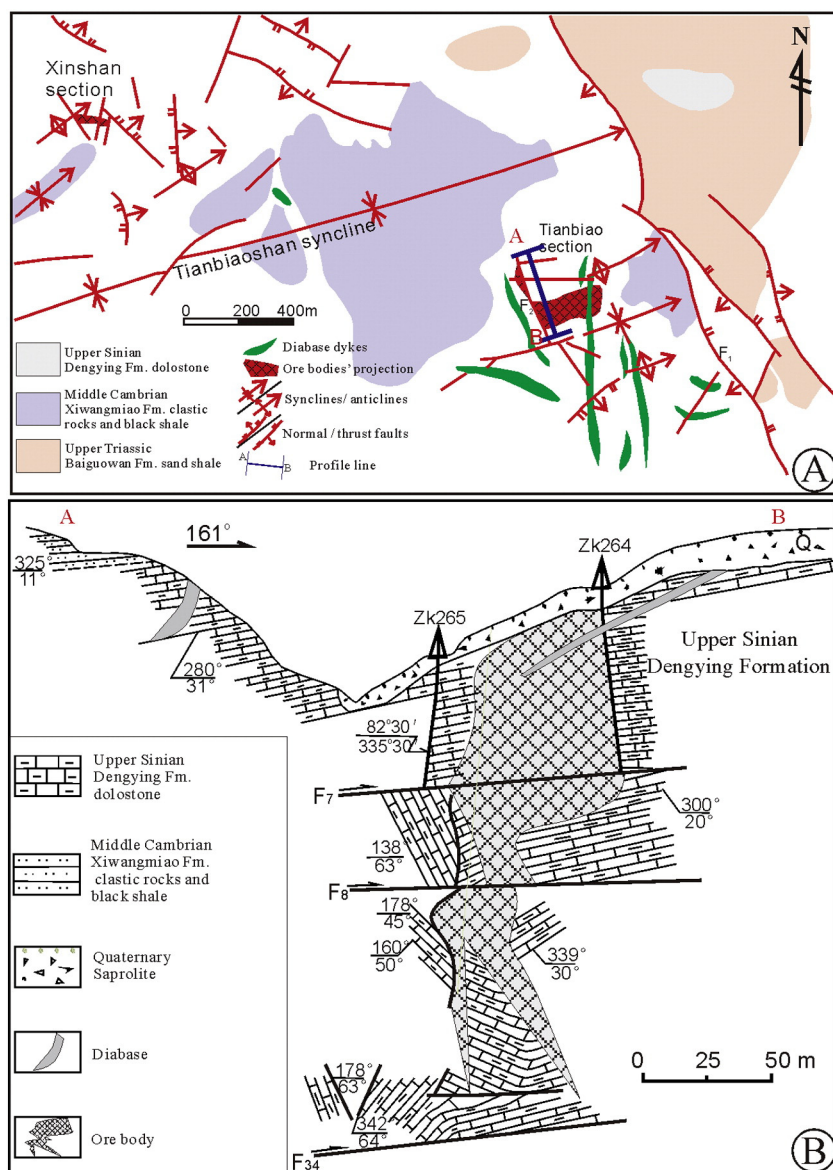 Xinshan
section
N
Tianbiaoshan syncline
A
Tianbiao
section
F2
B
F1
0 200 400m
Upper Sinian
Dengying Fm. dolostone
Middle Cambrian
Xiwangmiao Fm. clastic
rocks and black shale
Upper Triassic
Baiguowan Fm. sand shale
Diabase dykes
Ore bodies' projection
Synclines/ anticlines
Normal / thrust faults
A B Profile line
A
A
161°
B
325°
11°
Zk264
Q
Zk265
280°
31°
Upper Sinian
Dengying Formation
82°30′
335°30′
F7
300°
20°
138°
63°
F8
178°
45°
160°
50°
339°
30°
178°
63°
342°
64°
F34
0 25 50 m
Upper Sinian
Dengying Fm.
dolostone
Middle Cambrian
Xiwangmiao Fm.
clastic rocks and
black shale
Quaternary
Saprolite
Diabase
Ore body
B